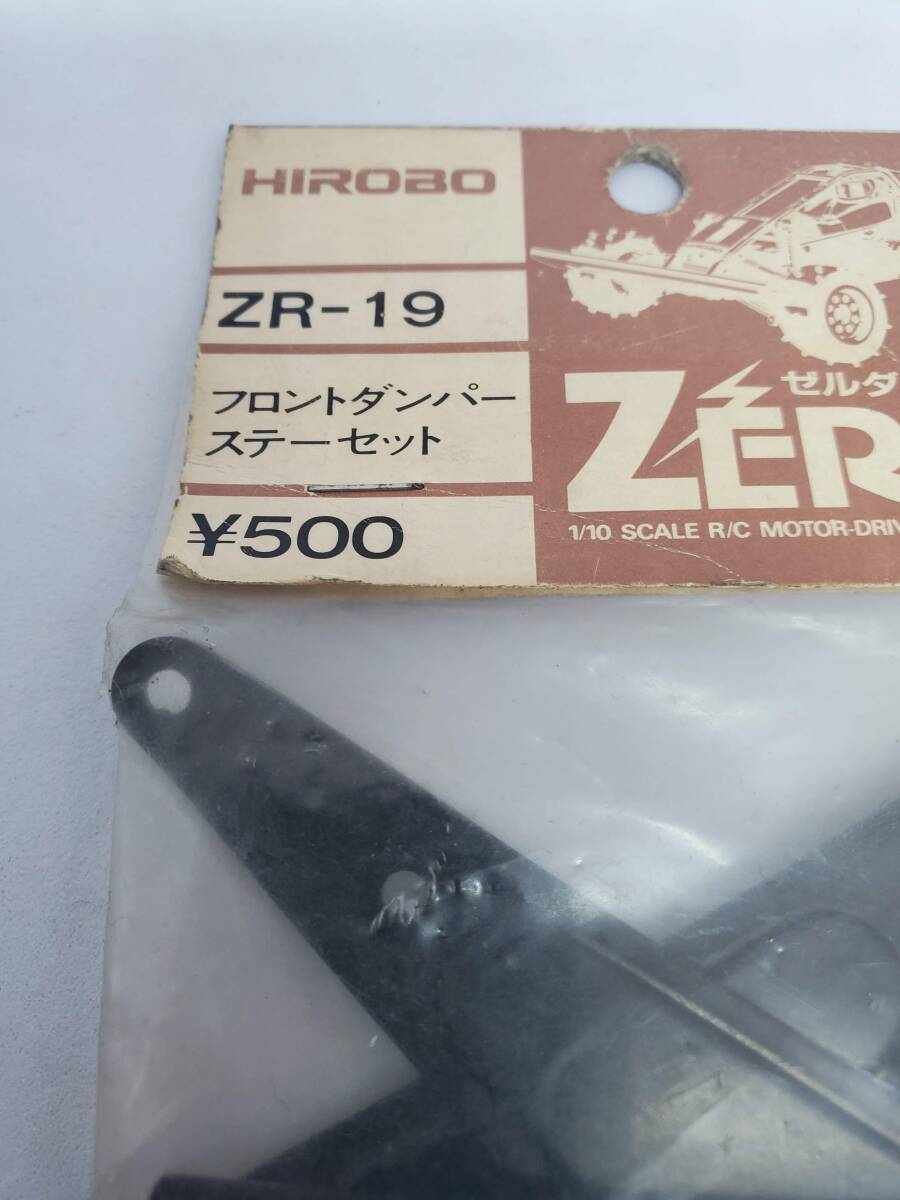 HIROBO
ZR-19
フロントダンパー
ステーセット
¥500
ゼルダ
ZER
1/10 SCALE R/C MOTOR-DRIV